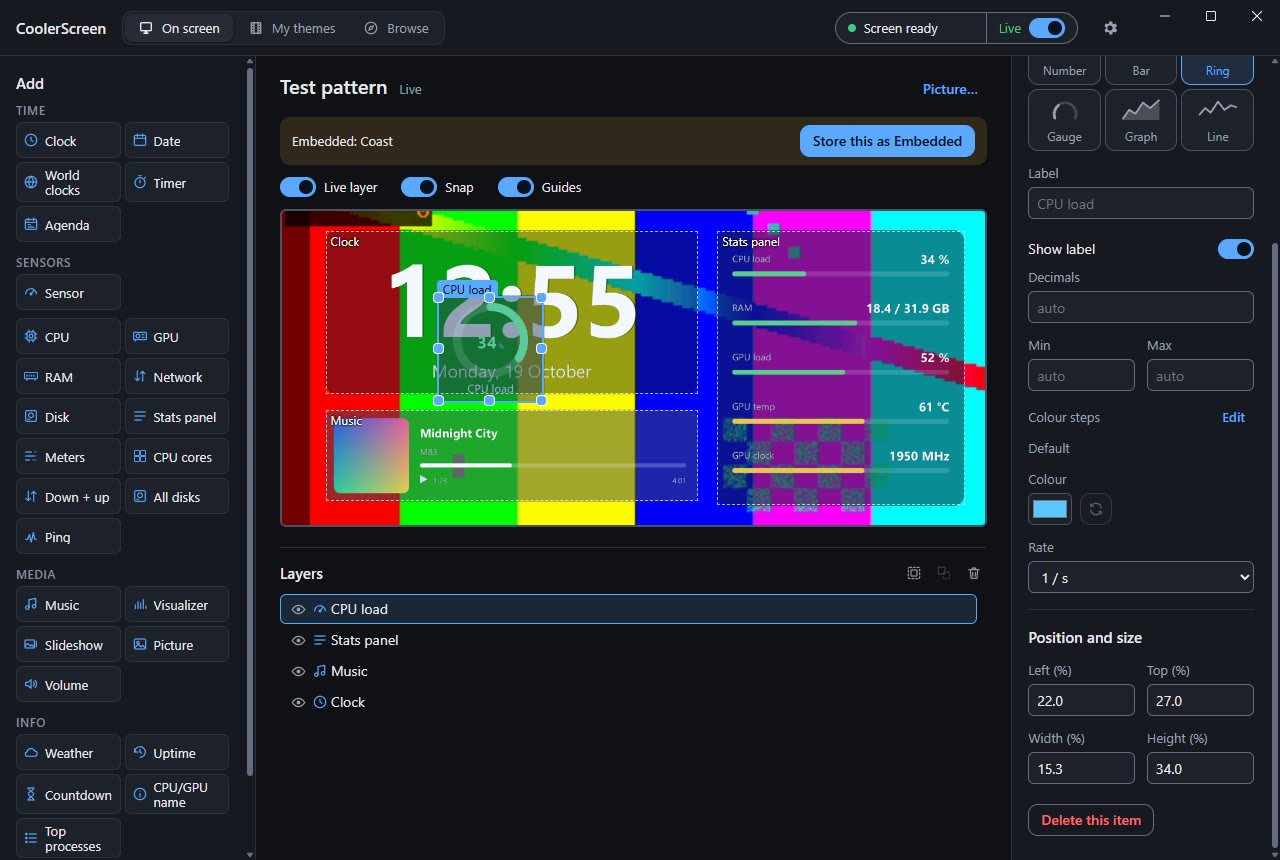 CoolerScreen
On screen
My themes
Browse
Screen ready
Live
Add
TIME
Clock
Date
World clocks
Timer
Agenda
SENSORS
Sensor
CPU
GPU
RAM
Network
Disk
Stats panel
Meters
CPU cores
Down + up
All disks
Ping
MEDIA
Music
Visualizer
Slideshow
Picture
Volume
INFO
Weather
Uptime
Countdown
CPU/GPU name
Top processes
Test pattern
Live
Picture...
Embedded: Coast
Store this as Embedded
Live layer
Snap
Guides
Clock
12:55
CPU load
34 %
Monday, 19 October
CPU load
Music
Midnight City
M83
1:23
4:01
Stats panel
CPU load
34 %
RAM
18.4 / 31.9 GB
GPU load
52 %
GPU temp
61 °C
GPU clock
1950 MHz
Layers
CPU load
Stats panel
Music
Clock
Number
Bar
Ring
Gauge
Graph
Line
Label
CPU load
Show label
Decimals
auto
Min
Max
auto
auto
Colour steps
Edit
Default
Colour
Rate
1 / s
Position and size
Left (%)
Top (%)
22.0
27.0
Width (%)
Height (%)
15.3
34.0
Delete this item